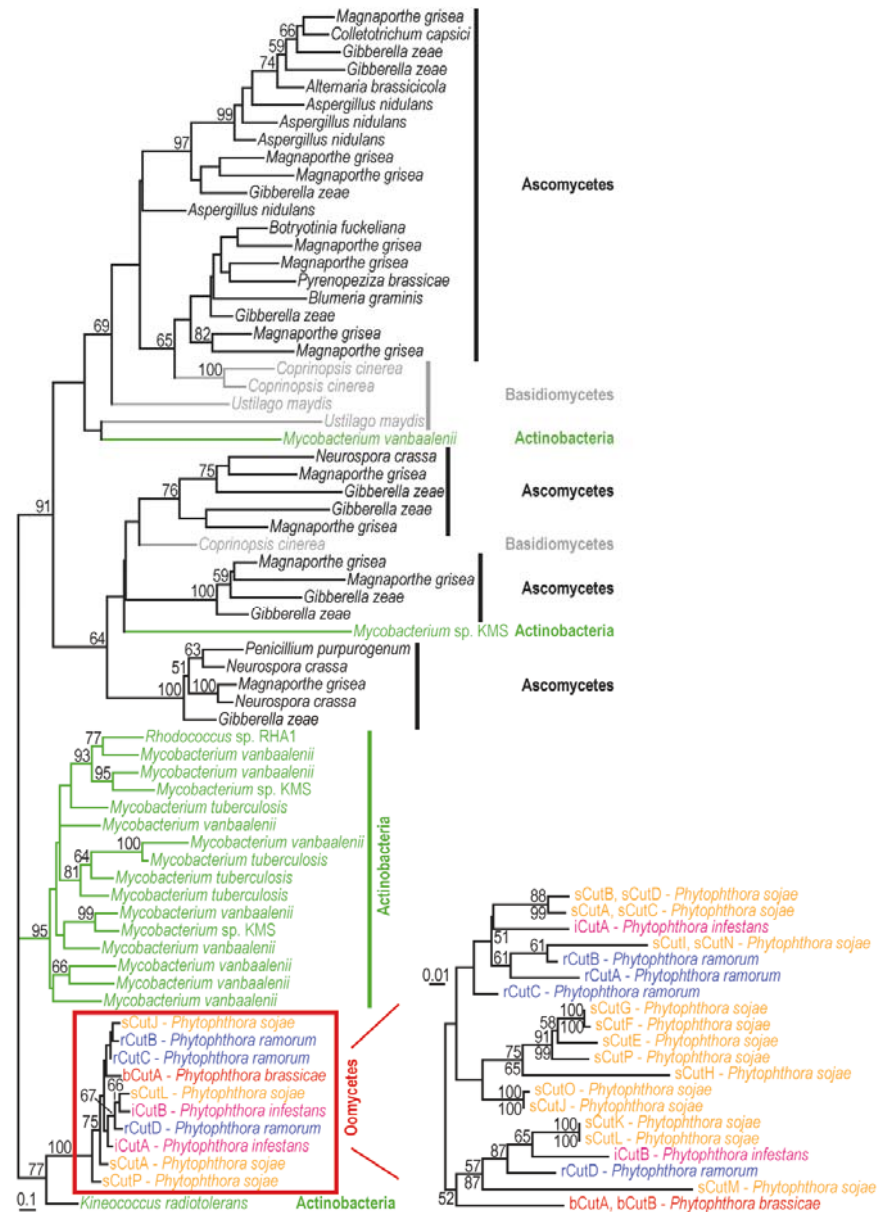 Magnaporthe grisea
66 Colletotrichum capsici
59 Gibberella zeae
74 Gibberella zeae
Alternaria brassicicola
99 Aspergillus nidulans
Aspergillus nidulans
97 Aspergillus nidulans
Magnaporthe grisea
Magnaporthe grisea
Ascomycetes
Gibberella zeae
Aspergillus nidulans
Botryotinia fuckeliana
Magnaporthe grisea
Magnaporthe grisea
Pyrenopeziza brassicae
Blumeria graminis
Gibberella zeae
69
65 82 Magnaporthe grisea
Magnaporthe grisea
100 Coprinopsis cinerea
Coprinopsis cinerea
Basidiomycetes
Ustilago maydis
Ustilago maydis
Mycobacterium vanbaalenii Actinobacteria
Neurospora crassa
75 Magnaporthe grisea
76 Gibberella zeae
Ascomycetes
91 Gibberella zeae
Magnaporthe grisea
Coprinopsis cinerea Basidiomycetes
Magnaporthe grisea
59 Magnaporthe grisea
Ascomycetes
100 Gibberella zeae
Gibberella zeae
Mycobacterium sp. KMS Actinobacteria
64
63 Penicillium purpurogenum
51 Neurospora crassa
100 100 Magnaporthe grisea
Ascomycetes
Neurospora crassa
Gibberella zeae
77 Rhodococcus sp. RHA1
93 Mycobacterium vanbaalenii
Mycobacterium vanbaalenii
95 Mycobacterium sp. KMS
Mycobacterium tuberculosis
Mycobacterium vanbaalenii
100 Mycobacterium vanbaalenii
64 Mycobacterium tuberculosis
81 Mycobacterium tuberculosis
Mycobacterium tuberculosis
Actinobacteria
Mycobacterium vanbaalenii
99 Mycobacterium sp. KMS
95 Mycobacterium vanbaalenii
66 Mycobacterium vanbaalenii
Mycobacterium vanbaalenii
Mycobacterium vanbaalenii
sCutJ - Phytophthora sojae
rCutB - Phytophthora ramorum
rCutC - Phytophthora ramorum
bCutA - Phytophthora brassicae
66 sCutL - Phytophthora sojae
67 iCutB - Phytophthora infestans
rCutD - Phytophthora ramorum
75 iCutA - Phytophthora infestans
100 sCutA - Phytophthora sojae
sCutP - Phytophthora sojae
Oomycetes
77
0.1 Kineococcus radiotolerans Actinobacteria
88 sCutB, sCutD - Phytophthora sojae
99 sCutA, sCutC - Phytophthora sojae
iCutA - Phytophthora infestans
51
61 sCutI, sCutN - Phytophthora sojae
61 rCutB - Phytophthora ramorum
0.01 rCutA - Phytophthora ramorum
rCutC - Phytophthora ramorum
100 sCutG - Phytophthora sojae
58 100 sCutF - Phytophthora sojae
91 sCutE - Phytophthora sojae
75 99 sCutP - Phytophthora sojae
65 sCutH - Phytophthora sojae
100 sCutO - Phytophthora sojae
100 sCutJ - Phytophthora sojae
100 sCutK - Phytophthora sojae
65 100 sCutL - Phytophthora sojae
87 iCutB - Phytophthora infestans
57 rCutD - Phytophthora ramorum
87 sCutM - Phytophthora sojae
52 bCutA, bCutB - Phytophthora brassicae